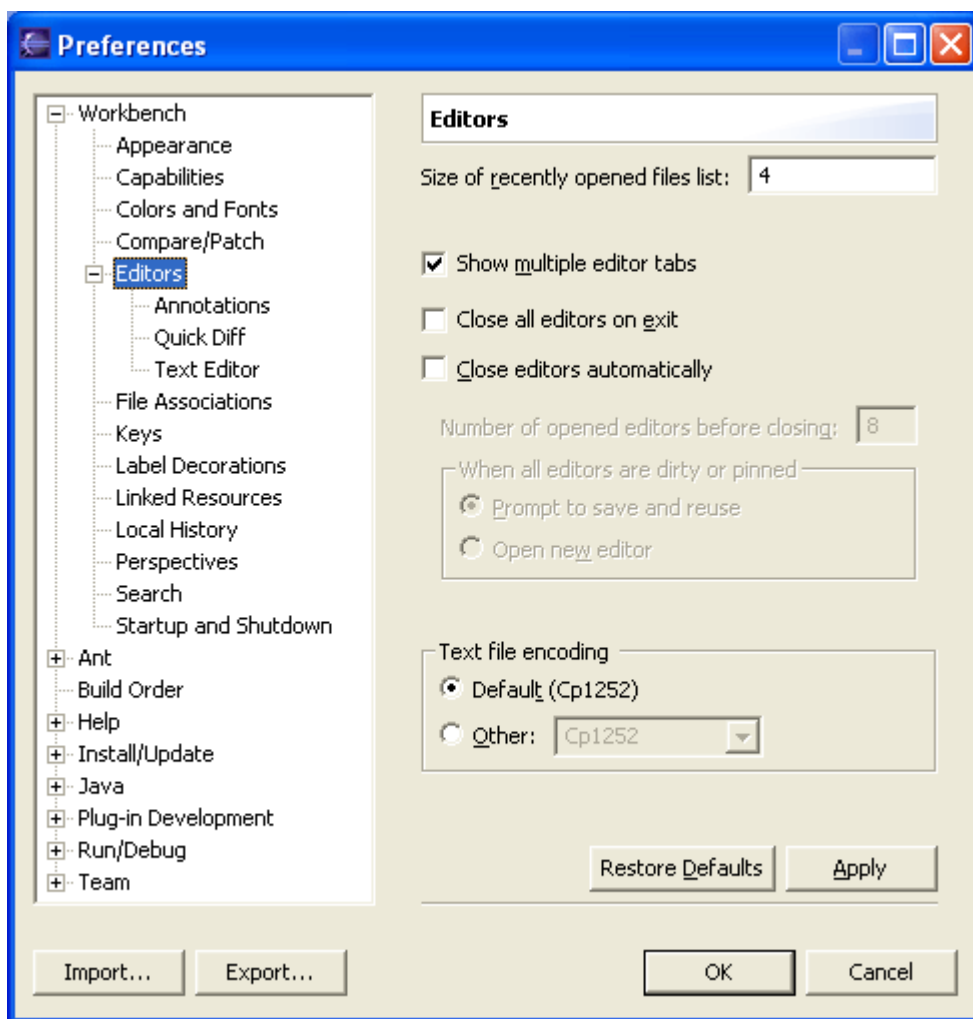 Preferences
Workbench
Appearance
Capabilities
Colors and Fonts
Compare/Patch
Editors
Annotations
Quick Diff
Text Editor
File Associations
Keys
Label Decorations
Linked Resources
Local History
Perspectives
Search
Startup and Shutdown
Ant
Build Order
Help
Install/Update
Java
Plug-in Development
Run/Debug
Team
Editors
Size of recently opened files list: 4
Show multiple editor tabs
Close all editors on exit
Close editors automatically
Number of opened editors before closing: 8
When all editors are dirty or pinned
Prompt to save and reuse
Open new editor
Text file encoding
Default (Cp1252)
Other: Cp1252
Restore Defaults Apply
Import... Export... OK Cancel